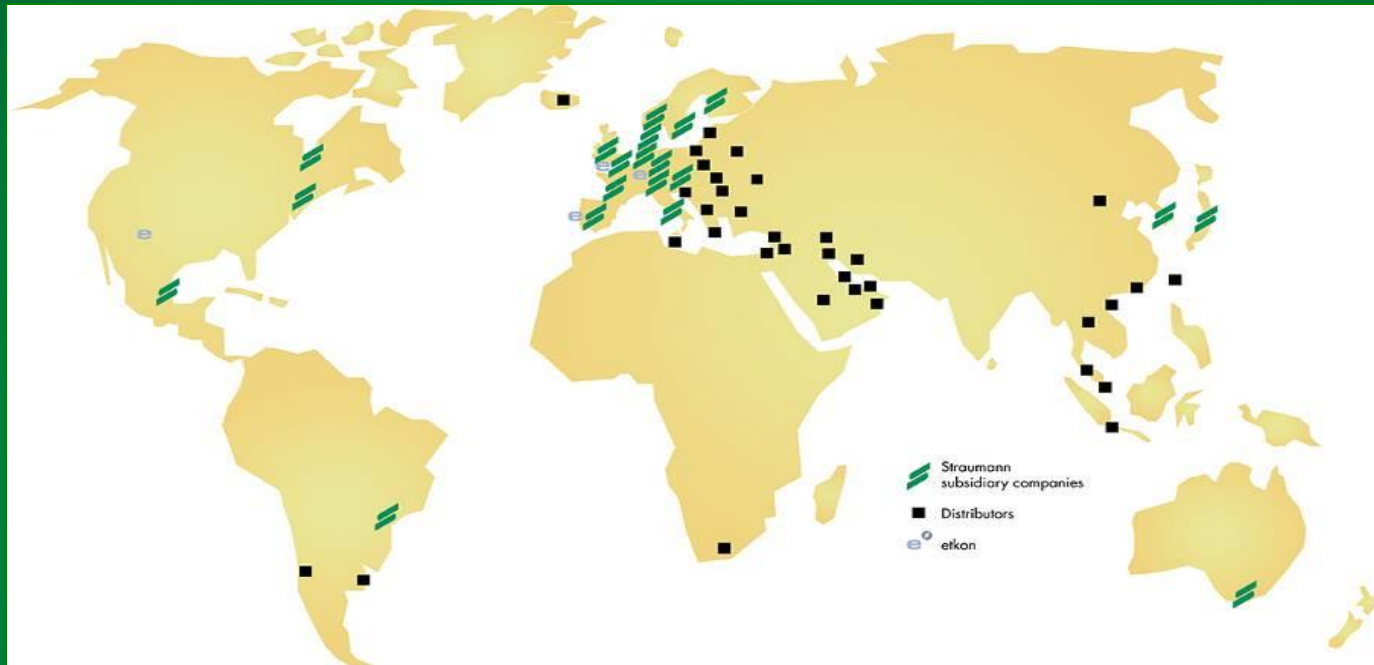 Straumann
subsidiary companies
Distributors
e etkon
e
e
e
e